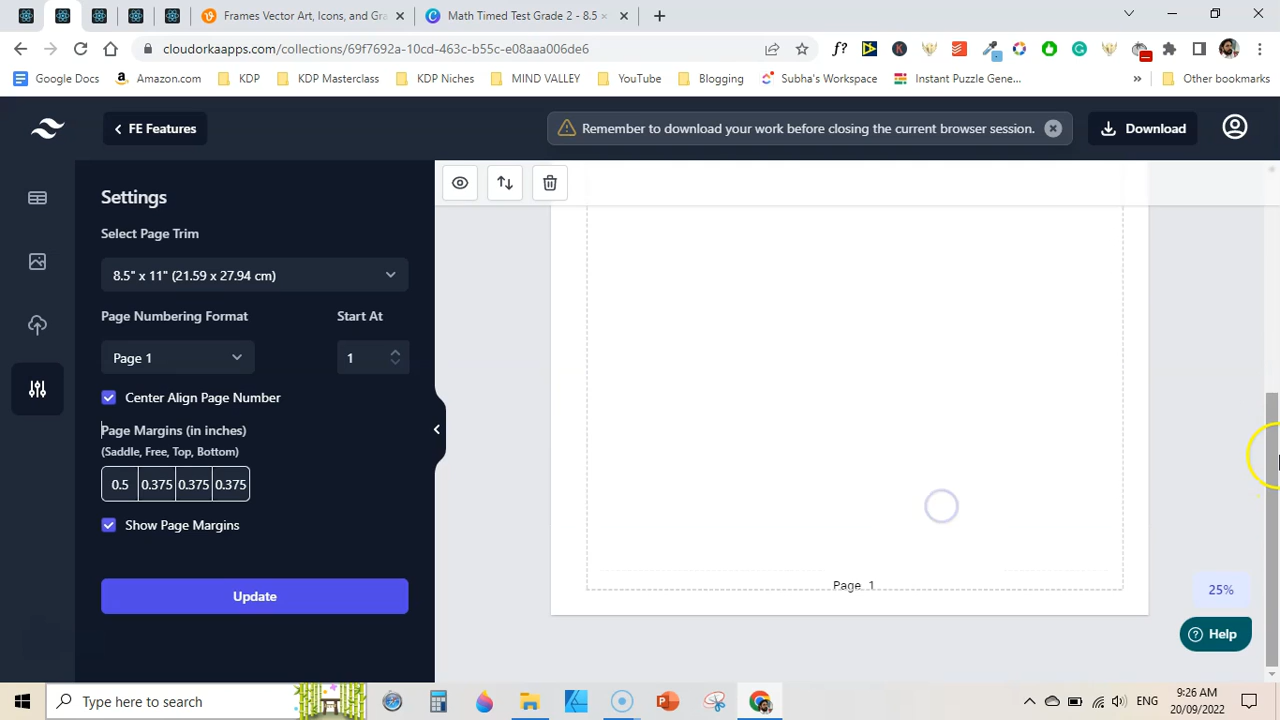 Frames Vector Art, Icons, and Gra
Math Timed Test Grade 2 - 8.5
cloudorkaapps.com/collections/69f7692a-10cd-463c-b55c-e08aaa006de6
f?
Google Docs
Amazon.com
KDP
KDP Masterclass
KDP Niches
MIND VALLEY
YouTube
Blogging
Subha's Workspace
Instant Puzzle Gene...
»
Other bookmarks
FE Features
Remember to download your work before closing the current browser session.
Download
Settings
Select Page Trim
8.5" x 11" (21.59 x 27.94 cm)
Page Numbering Format
Start At
Page 1
1
Center Align Page Number
Page Margins (in inches)
(Saddle, Free, Top, Bottom)
0.5 0.375 0.375 0.375
Show Page Margins
Update
Page 1
25%
Help
Type here to search
ENG
9:26 AM
20/09/2022